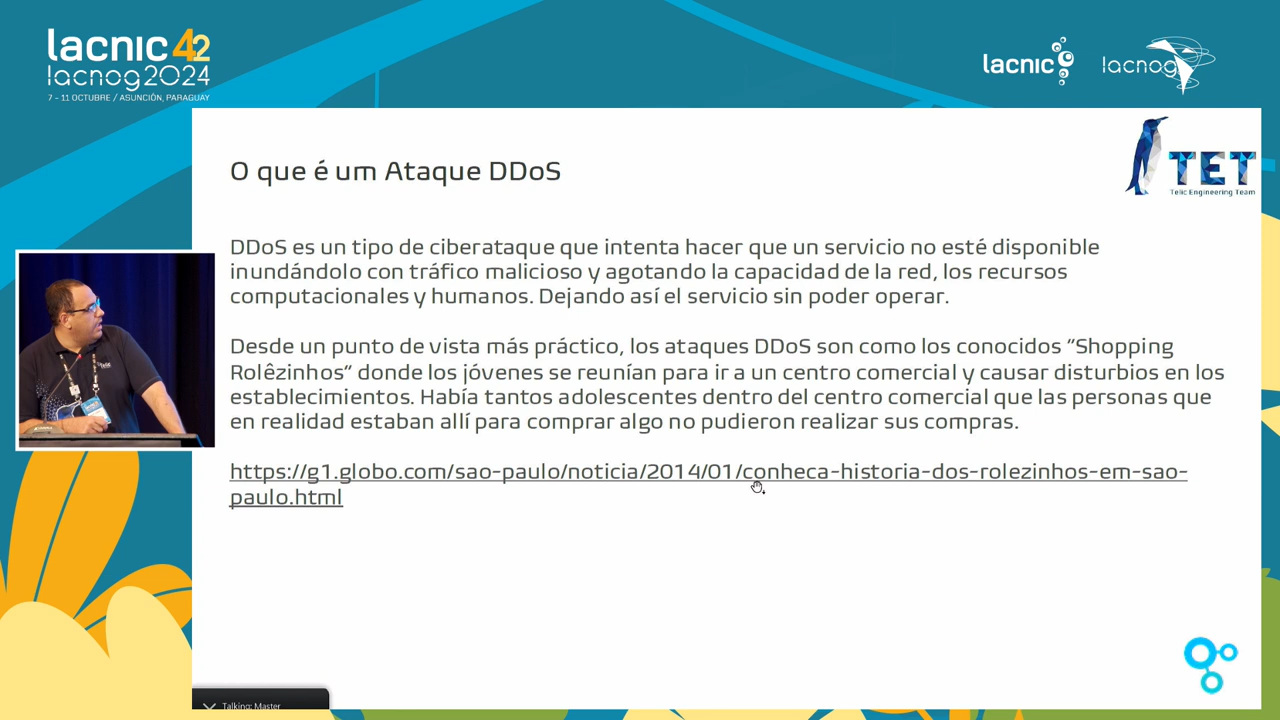 lacnic 42
lacnog2024
7 - 11 OCTUBRE / ASUNCIÓN, PARAGUAY
lacnic
lacnog
TET
Telic Engineering Team
O que é um Ataque DDoS
DDoS es un tipo de ciberataque que intenta hacer que un servicio no esté disponible
inundándolo con tráfico malicioso y agotando la capacidad de la red, los recursos
computacionales y humanos. Dejando así el servicio sin poder operar.
Desde un punto de vista más práctico, los ataques DDoS son como los conocidos “Shopping
Rolêzinhos“ donde los jóvenes se reunían para ir a un centro comercial y causar disturbios en los
establecimientos. Había tantos adolescentes dentro del centro comercial que las personas que
en realidad estaban allí para comprar algo no pudieron realizar sus compras.
https://g1.globo.com/sao-paulo/noticia/2014/01/conheca-historia-dos-rolezinhos-em-sao-
paulo.html
Talking: Master